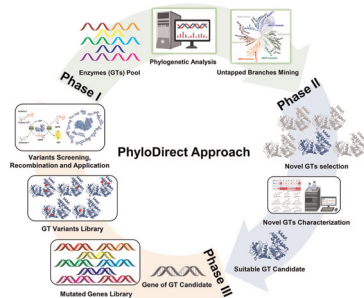 Enzymes (GTs) Pool
Phylogenetic Analysis
Untapped Branches Mining
Phase I
Phase II
Variants Screening,
Recombination and Application
PhyloDirect Approach
Novel GTs selection
Novel GTs Characterization
GT Variants Library
Suitable GT Candidate
Mutated Genes Library
Gene of GT Candidate
Phase III